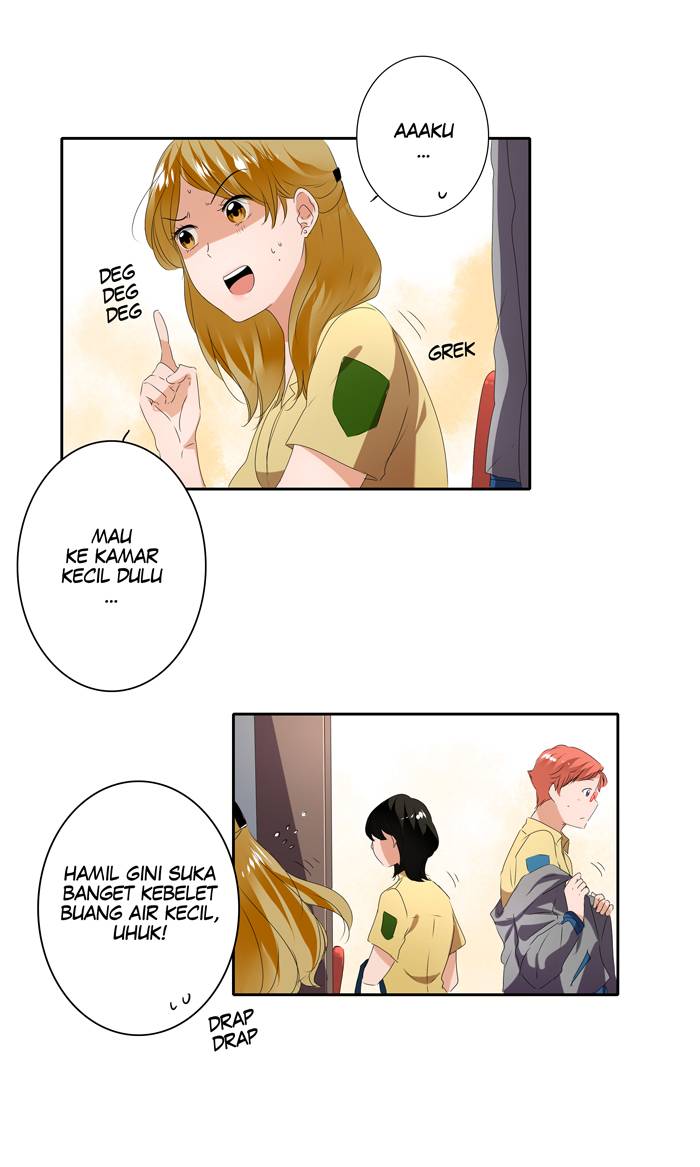 AAAKU
...
DEG
DEG
DEG
GREK
MAU
KE KAMAR
KECIL DULU
...
HAMIL GINI SUKA
BANGET KEBELET
BUANG AIR KECIL,
UHUK!
DRAP
DRAP